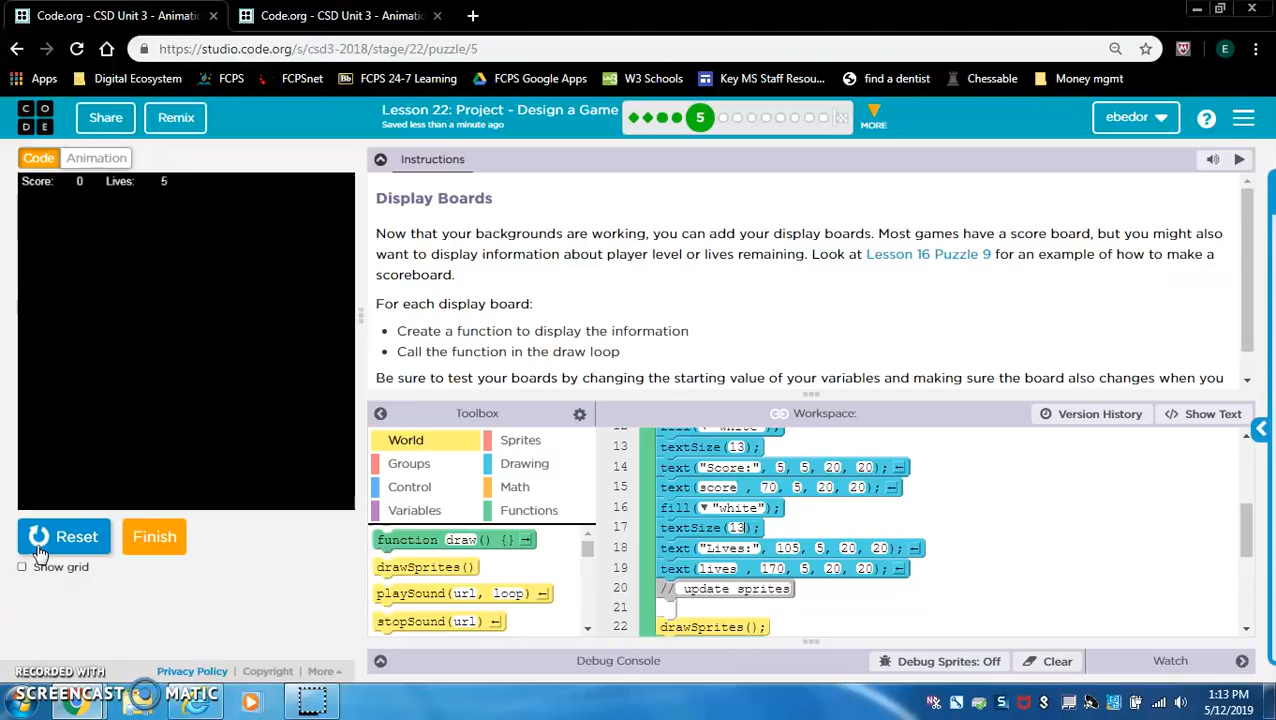 Code.org - CSD Unit 3 - Animatic
Code.org - CSD Unit 3 - Animatic
https://studio.code.org/s/csd3-2018/stage/22/puzzle/5
E
Apps
Digital Ecosystem
FCPS
FCPSnet
Bb FCPS 24-7 Learning
FCPS Google Apps
W3 Schools
Key MS Staff Resou...
find a dentist
Chessable
Money mgmt
C O
D E
Share
Remix
Lesson 22: Project - Design a Game
Saved less than a minute ago
5
MORE
ebedor
?
Code
Animation
Score: 0 Lives: 5
Reset
Finish
Show grid
Instructions
Display Boards
Now that your backgrounds are working, you can add your display boards. Most games have a score board, but you might also
want to display information about player level or lives remaining. Look at Lesson 16 Puzzle 9 for an example of how to make a
scoreboard.
For each display board:
• Create a function to display the information
• Call the function in the draw loop
Be sure to test your boards by changing the starting value of your variables and making sure the board also changes when you
Toolbox
Workspace:
Version History
</> Show Text
World
Sprites
Groups
Drawing
Control
Math
Variables
Functions
function draw() {}
drawSprites()
playSound(url, loop)
stopSound(url)
12 fill("white");
13 textSize(13);
14 text("Score:", 5, 5, 20, 20);
15 text(score , 70, 5, 20, 20);
16 fill("white");
17 textSize(13);
18 text("Lives:", 105, 5, 20, 20);
19 text(lives , 170, 5, 20, 20);
20 // update sprites
21
22 drawSprites();
Debug Console
Debug Sprites: Off
Clear
Watch
Privacy Policy
Copyright
More
RECORDED WITH
SCREENCAST MATIC
1:13 PM
5/12/2019